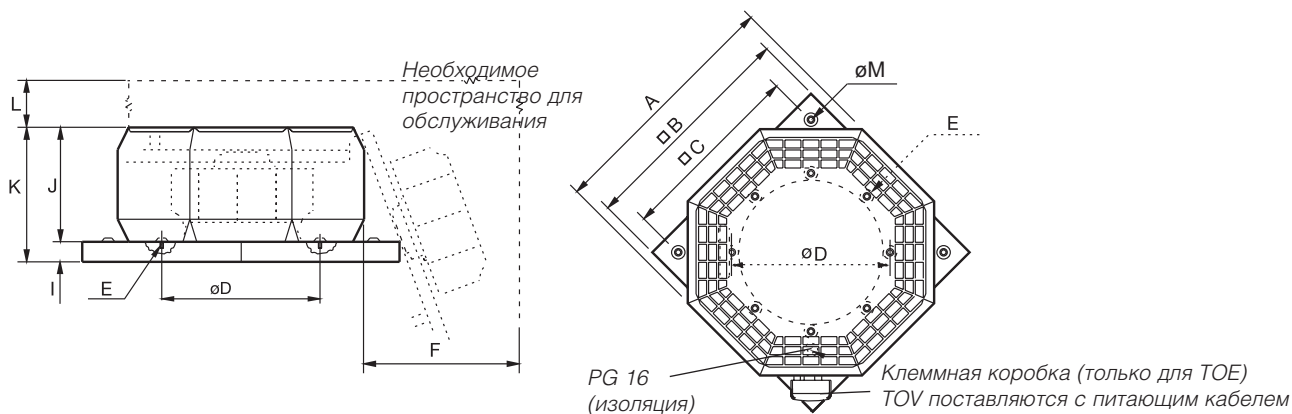 Необходимое
пространство для
обслуживания
L
K
J
I
E
øD
F
A
□B
□C
øM
E
øD
PG 16
(изоляция)
Клеммная коробка (только для TOE)
TOV поставляются с питающим кабелем